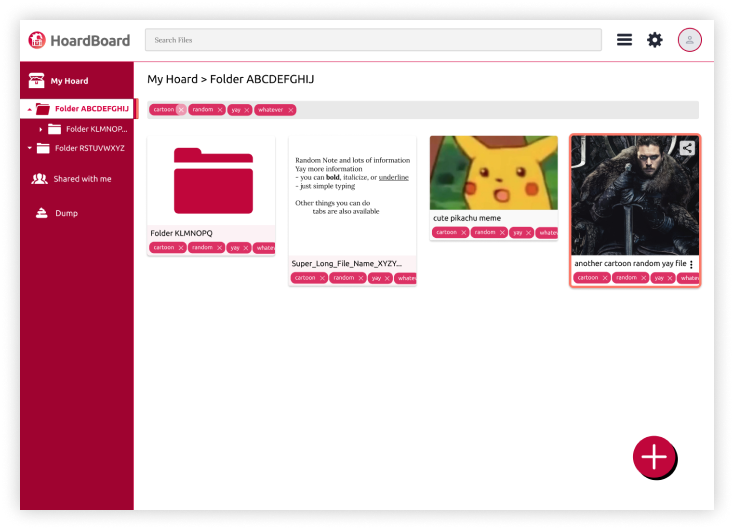 HoardBoard
Search Files
My Hoard
Folder ABCDEFGHIJ
Folder KLMNOP...
Folder RSTUVWXYZ
Shared with me
Dump
My Hoard > Folder ABCDEFGHIJ
cartoon × random × yay × whatever ×
Folder KLMNOPQ
cartoon × random × yay × whatev
Random Note and lots of information
Yay more information
- you can bold, italicize, or underline
- just simple typing
Other things you can do
tabs are also available
Super_Long_File_Name_XYZY...
cartoon × random × yay × whatev
cute pikachu meme
cartoon × random × yay × whatev
another cartoon random yay file
cartoon × random × yay × whatev